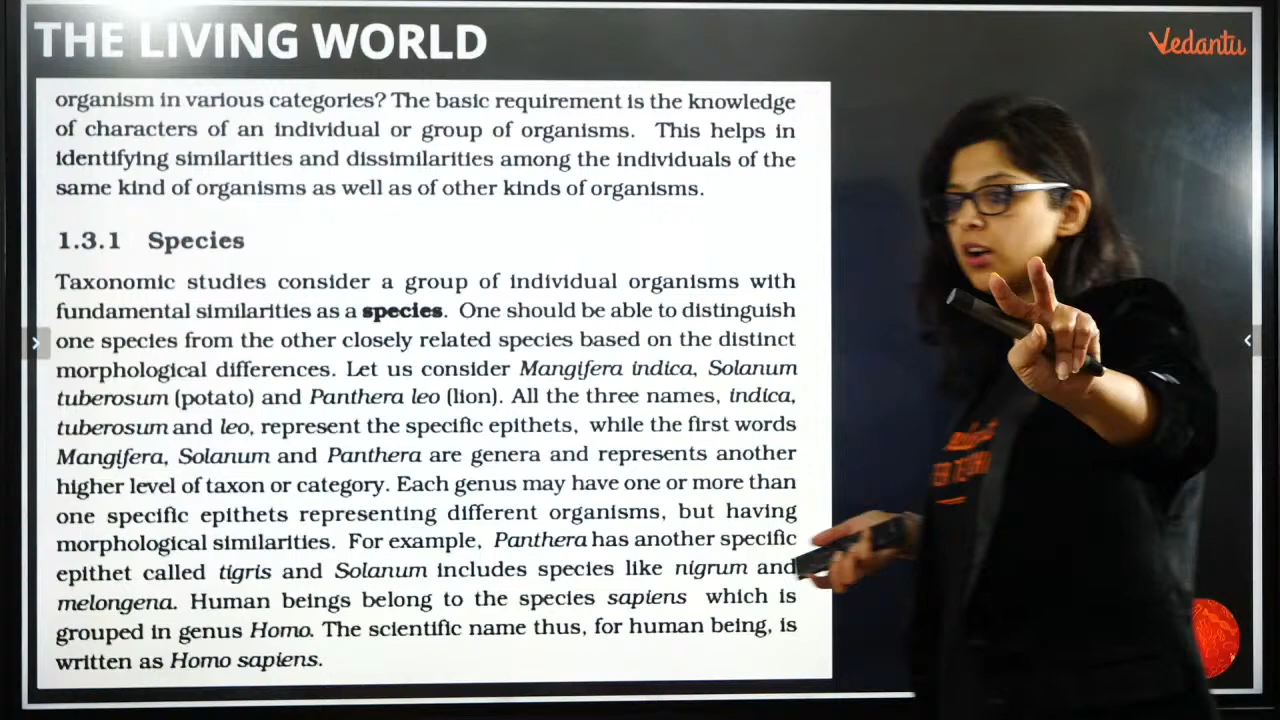 THE LIVING WORLD
Vedantu
organism in various categories? The basic requirement is the knowledge
of characters of an individual or group of organisms. This helps in
identifying similarities and dissimilarities among the individuals of the
same kind of organisms as well as of other kinds of organisms.
1.3.1 Species
Taxonomic studies consider a group of individual organisms with
fundamental similarities as a species. One should be able to distinguish
one species from the other closely related species based on the distinct
morphological differences. Let us consider Mangifera indica, Solanum
tuberosum (potato) and Panthera leo (lion). All the three names, indica,
tuberosum and leo, represent the specific epithets, while the first words
Mangifera, Solanum and Panthera are genera and represents another
higher level of taxon or category. Each genus may have one or more than
one specific epithets representing different organisms, but having
morphological similarities. For example, Panthera has another specific
epithet called tigris and Solanum includes species like nigrum and
melongena. Human beings belong to the species sapiens which is
grouped in genus Homo. The scientific name thus, for human being, is
written as Homo sapiens.